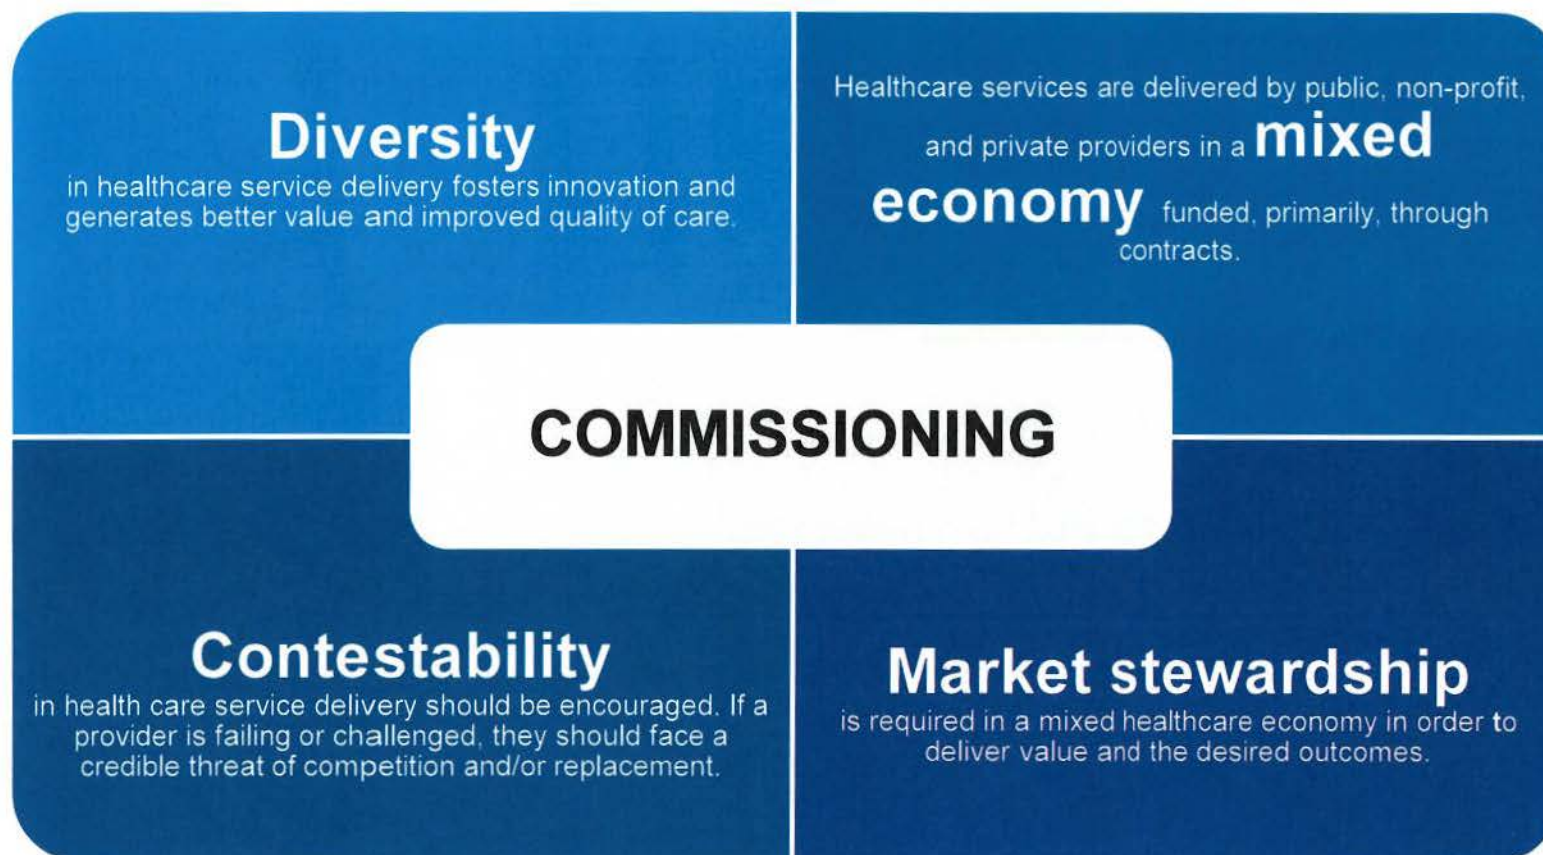 Diversity
in healthcare service delivery fosters innovation and
generates better value and improved quality of care.
Healthcare services are delivered by public, non-profit,
and private providers in a mixed
economy funded, primarily, through
contracts.
COMMISSIONING
Contestability
in health care service delivery should be encouraged. If a
provider is failing or challenged, they should face a
credible threat of competition and/or replacement.
Market stewardship
is required in a mixed healthcare economy in order to
deliver value and the desired outcomes.